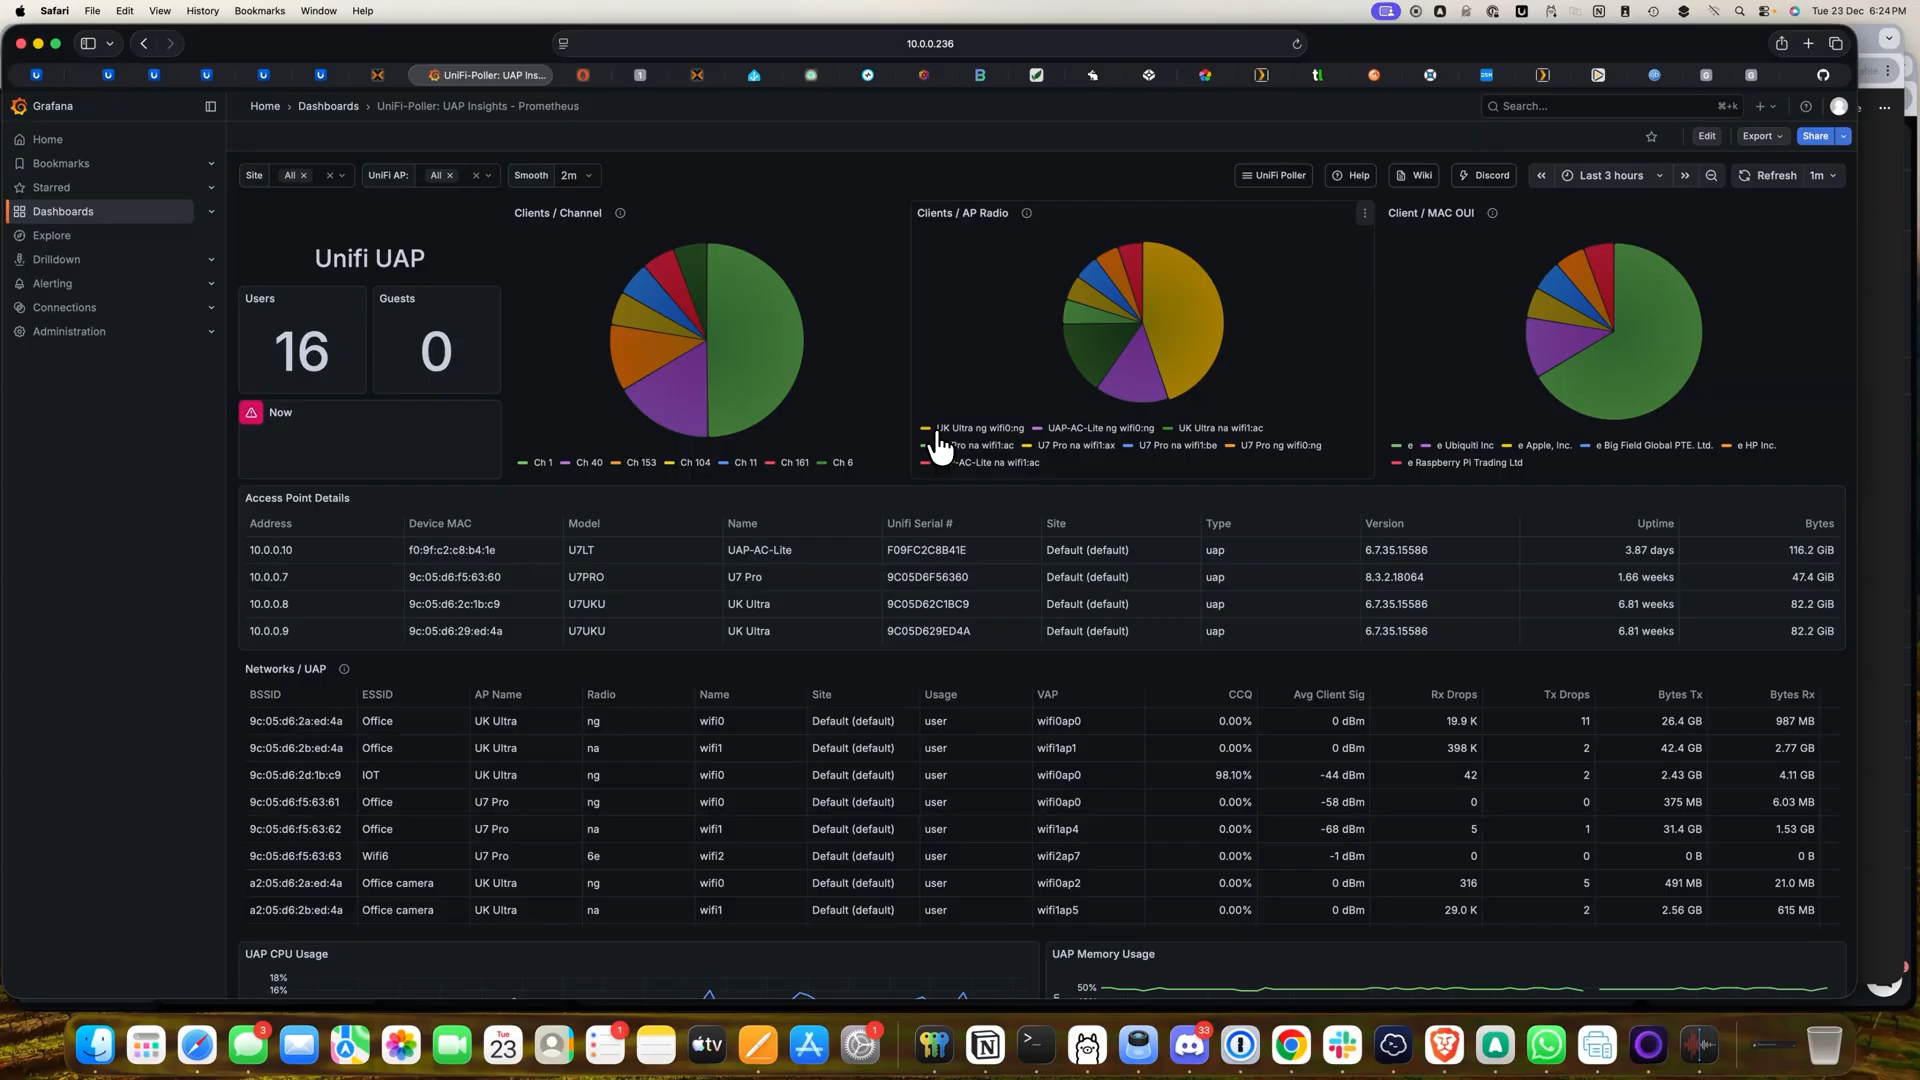 Safari File Edit View History Bookmarks Window Help Tue 23 Dec 6:24 PM
10.0.0.236
UniFi-Poller: UAP Ins...
Grafana
Home › Dashboards › UniFi-Poller: UAP Insights - Prometheus
Search... ⌘+k
Edit Export Share
Home
Bookmarks
Starred
Dashboards
Explore
Drilldown
Alerting
Connections
Administration
Site All × UniFi AP: All × Smooth 2m
UniFi Poller Help Wiki Discord Last 3 hours Refresh 1m
Unifi UAP
Users
16
Guests
0
Now
Clients / Channel
Ch 1 Ch 40 Ch 153 Ch 104 Ch 11 Ch 161 Ch 6
Clients / AP Radio
UK Ultra ng wifi0:ng UAP-AC-Lite ng wifi0:ng UK Ultra na wifi1:ac
Pro na wifi1:ac U7 Pro na wifi1:ax U7 Pro na wifi1:be U7 Pro ng wifi0:ng
-AC-Lite na wifi1:ac
Client / MAC OUI
e e Ubiquiti Inc e Apple, Inc. e Big Field Global PTE. Ltd. e HP Inc.
e Raspberry Pi Trading Ltd
Access Point Details
Address Device MAC Model Name Unifi Serial # Site Type Version Uptime Bytes
10.0.0.10 f0:9f:c2:c8:b4:1e U7LT UAP-AC-Lite F09FC2C8B41E Default (default) uap 6.7.35.15586 3.87 days 116.2 GiB
10.0.0.7 9c:05:d6:f5:63:60 U7PRO U7 Pro 9C05D6F56360 Default (default) uap 8.3.2.18064 1.66 weeks 47.4 GiB
10.0.0.8 9c:05:d6:2c:1b:c9 U7UKU UK Ultra 9C05D62C1BC9 Default (default) uap 6.7.35.15586 6.81 weeks 82.2 GiB
10.0.0.9 9c:05:d6:29:ed:4a U7UKU UK Ultra 9C05D629ED4A Default (default) uap 6.7.35.15586 6.81 weeks 82.2 GiB
Networks / UAP
BSSID ESSID AP Name Radio Name Site Usage VAP CCQ Avg Client Sig Rx Drops Tx Drops Bytes Tx Bytes Rx
9c:05:d6:2a:ed:4a Office UK Ultra ng wifi0 Default (default) user wifi0ap0 0.00% 0 dBm 19.9 K 11 26.4 GB 987 MB
9c:05:d6:2b:ed:4a Office UK Ultra na wifi1 Default (default) user wifi1ap1 0.00% 0 dBm 398 K 2 42.4 GB 2.77 GB
9c:05:d6:2d:1b:c9 IOT UK Ultra ng wifi0 Default (default) user wifi0ap0 98.10% -44 dBm 42 2 2.43 GB 4.11 GB
9c:05:d6:f5:63:61 Office U7 Pro ng wifi0 Default (default) user wifi0ap0 0.00% -58 dBm 0 0 375 MB 6.03 MB
9c:05:d6:f5:63:62 Office U7 Pro na wifi1 Default (default) user wifi1ap4 0.00% -68 dBm 5 1 31.4 GB 1.53 GB
9c:05:d6:f5:63:63 Wifi6 U7 Pro 6e wifi2 Default (default) user wifi2ap7 0.00% -1 dBm 0 0 0 B 0 B
a2:05:d6:2a:ed:4a Office camera UK Ultra ng wifi0 Default (default) user wifi0ap2 0.00% 0 dBm 316 5 491 MB 21.0 MB
a2:05:d6:2b:ed:4a Office camera UK Ultra na wifi1 Default (default) user wifi1ap5 0.00% 0 dBm 29.0 K 2 2.56 GB 615 MB
UAP CPU Usage
18%
16%
UAP Memory Usage
50%
3 Tue 23 1 tv 1 33